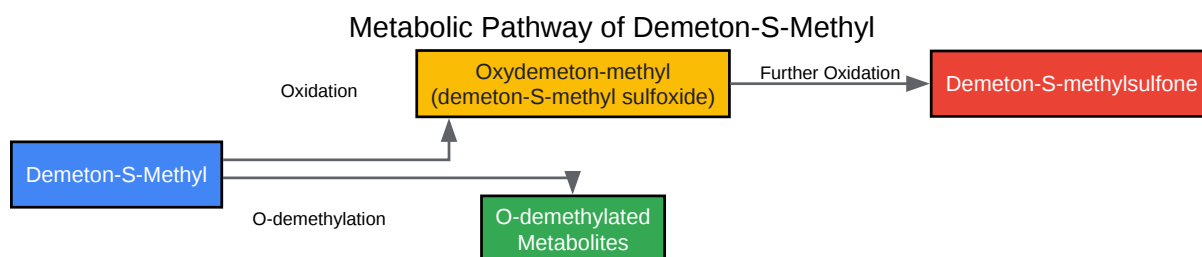 Metabolic Pathway of Demeton-S-Methyl
Oxidation
Oxydemeton-methyl
(demeton-S-methyl sulfoxide)
Further Oxidation
Demeton-S-methylsulfone
Demeton-S-Methyl
O-demethylation
O-demethylated
Metabolites